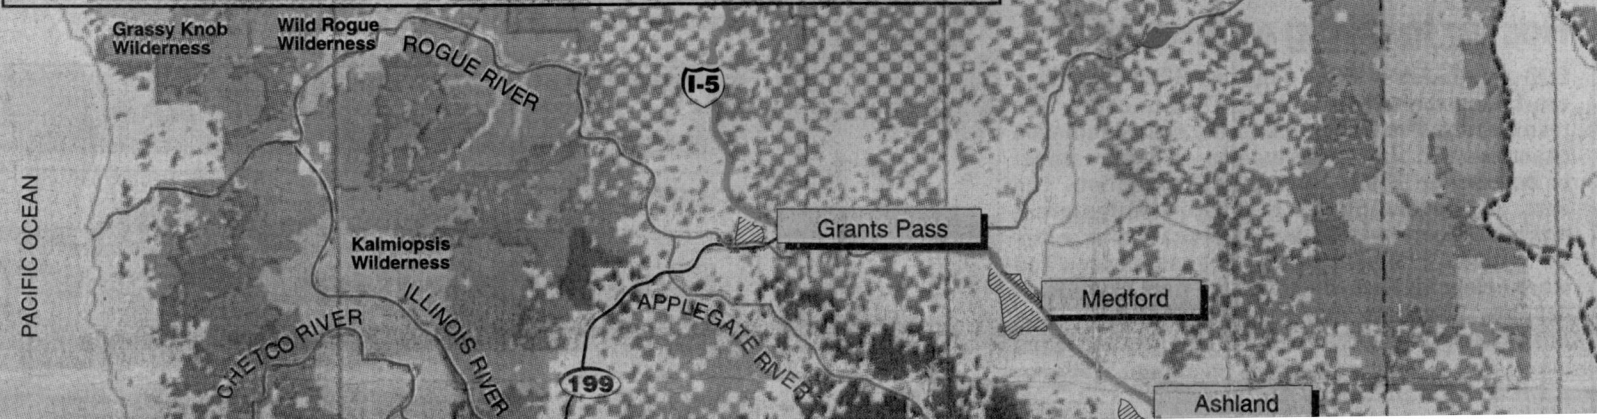 Grassy Knob
Wilderness
Wild Rogue
Wilderness
ROGUE RIVER
I-5
PACIFIC OCEAN
Grants Pass
Kalmiopsis
Wilderness
Medford
ILLINOIS RIVER
CHETCO RIVER
APPLEGATE RIVER
199
Ashland